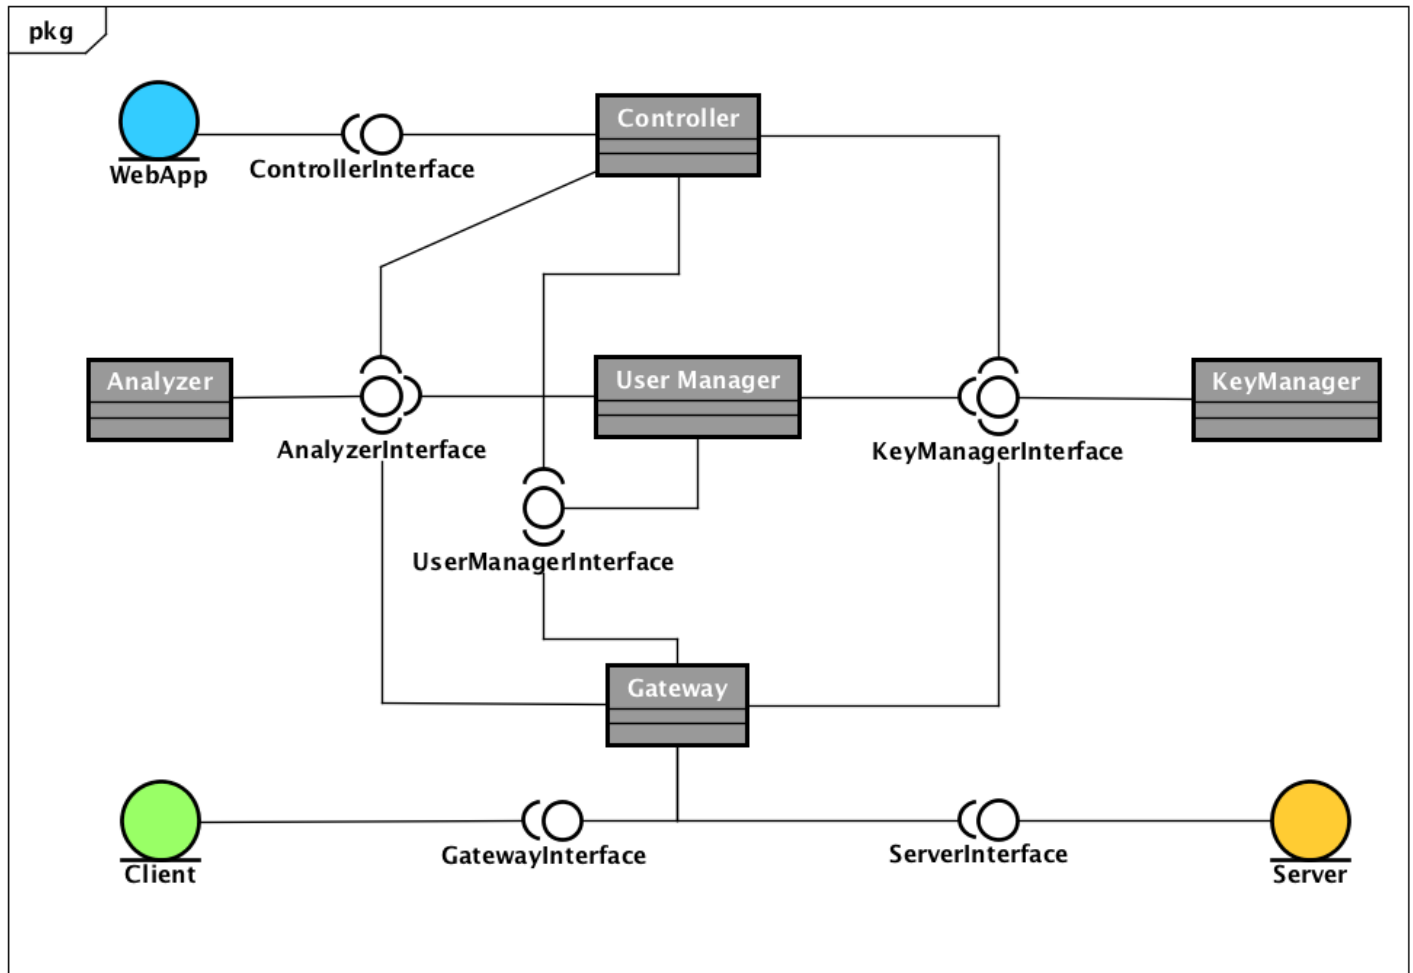 pkg
Controller
WebApp
ControllerInterface
Analyzer
User Manager
KeyManager
AnalyzerInterface
KeyManagerInterface
UserManagerInterface
Gateway
GatewayInterface
ServerInterface
Client
Server